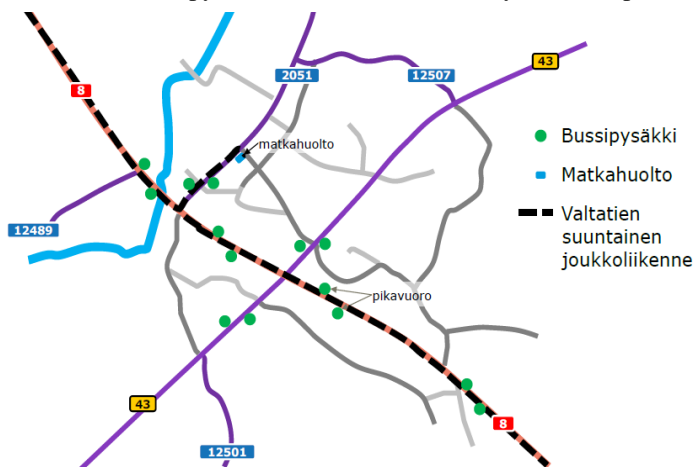 43
2051
12507
8
Bussipysäkki
matkahuolto
Matkahuolto
Valtatien
suuntainen
joukkoliikenne
12489
pikavuoro
43
8
12501